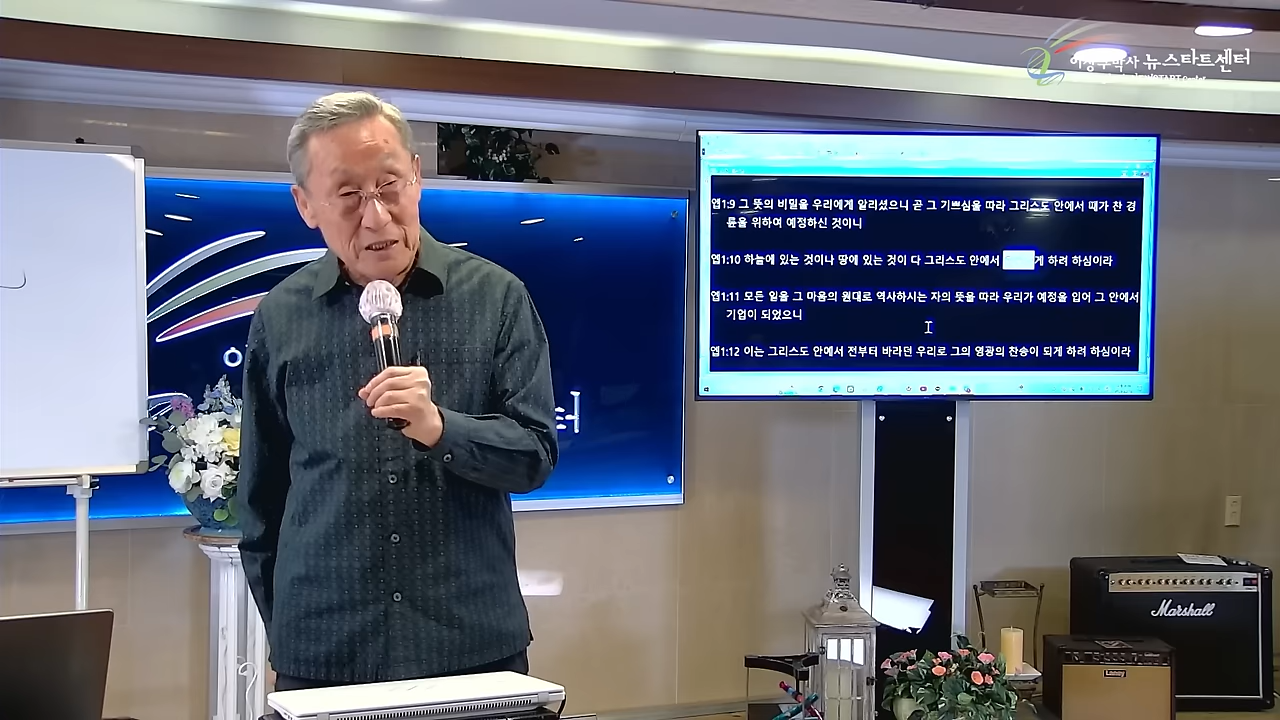 이상구박사 뉴스타트센터
엡1:9 그 뜻의 비밀을 우리에게 알리셨으니 곧 그 기쁘심을 따라 그리스도 안에서 때가 찬 경
륜을 위하여 예정하신 것이니
엡1:10 하늘에 있는 것이나 땅에 있는 것이 다 그리스도 안에서 게 하려 하심이라
엡1:11 모든 일을 그 마음의 원대로 역사하시는 자의 뜻을 따라 우리가 예정을 입어 그 안에서
기업이 되었으니
엡1:12 이는 그리스도 안에서 전부터 바라던 우리로 그의 영광의 찬송이 되게 하려 하심이라
Marshall
Laney